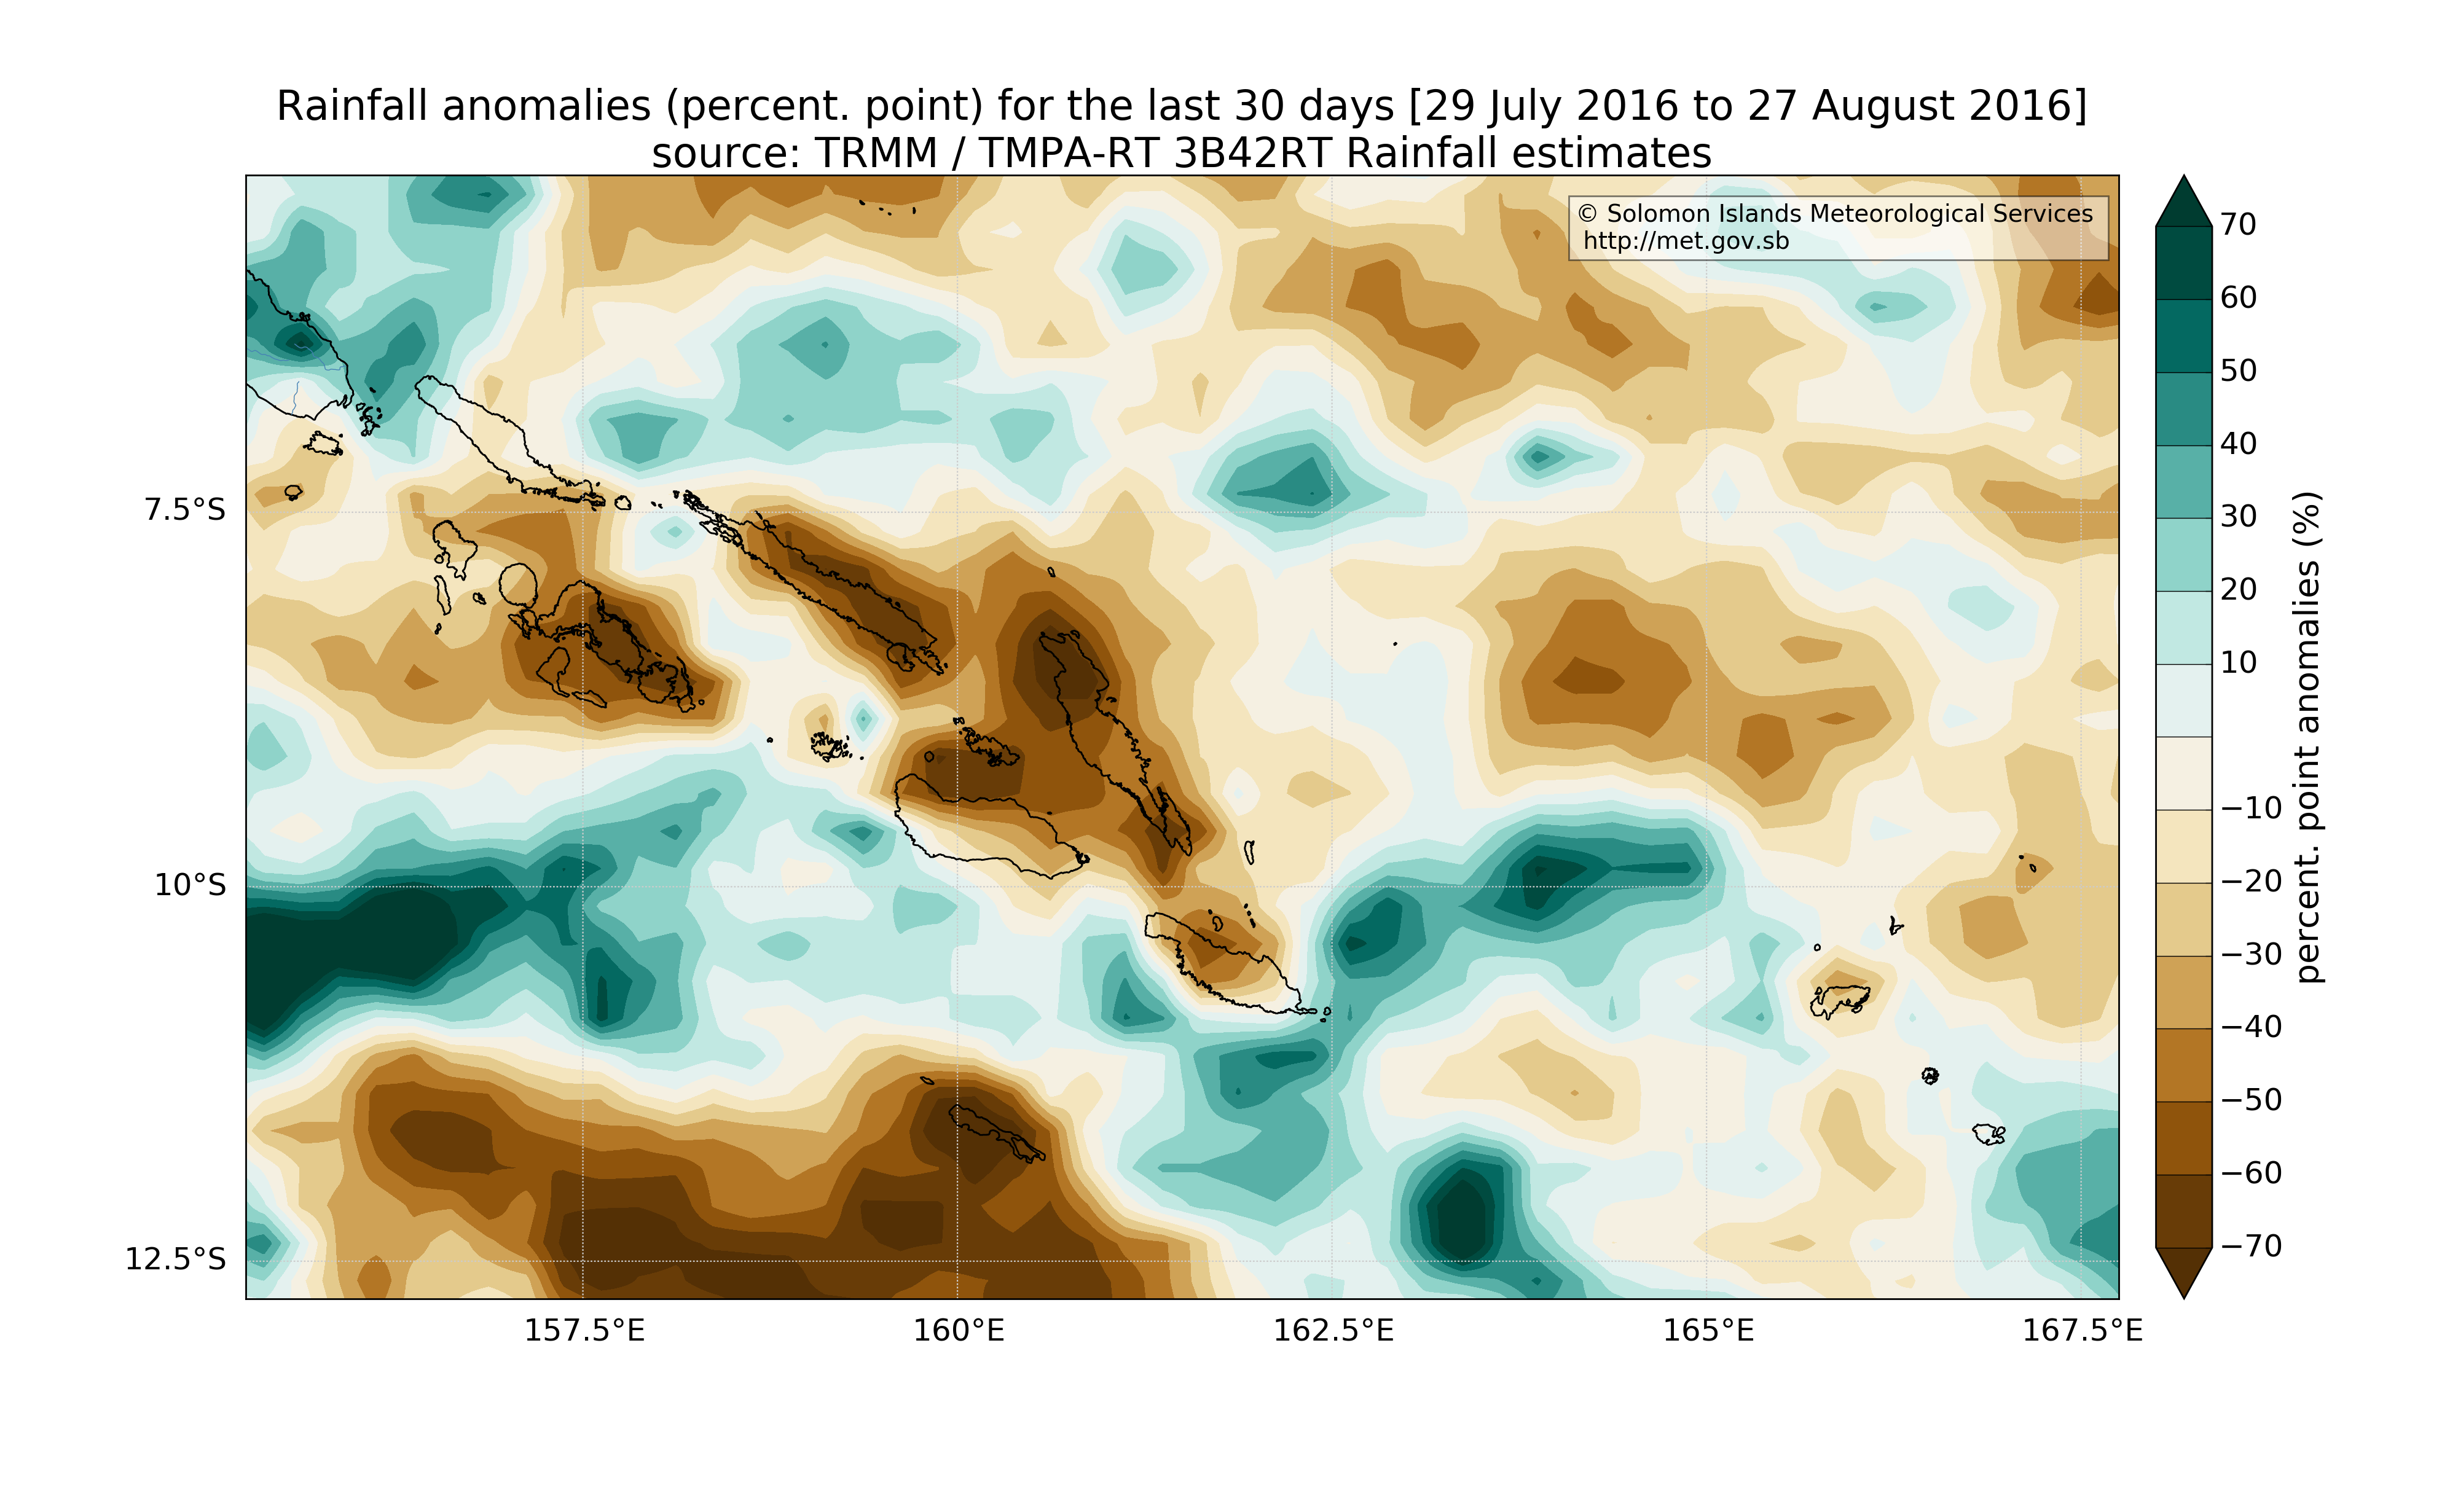 Rainfall anomalies (percent. point) for the last 30 days [29 July 2016 to 27 August 2016]
source: TRMM / TMPA-RT 3B42RT Rainfall estimates
© Solomon Islands Meteorological Services
http://met.gov.sb
7.5°S
10°S
12.5°S
157.5°E
160°E
162.5°E
165°E
167.5°E
70
60
50
40
30
20
10
−10
−20
−30
−40
−50
−60
−70
percent. point anomalies (%)